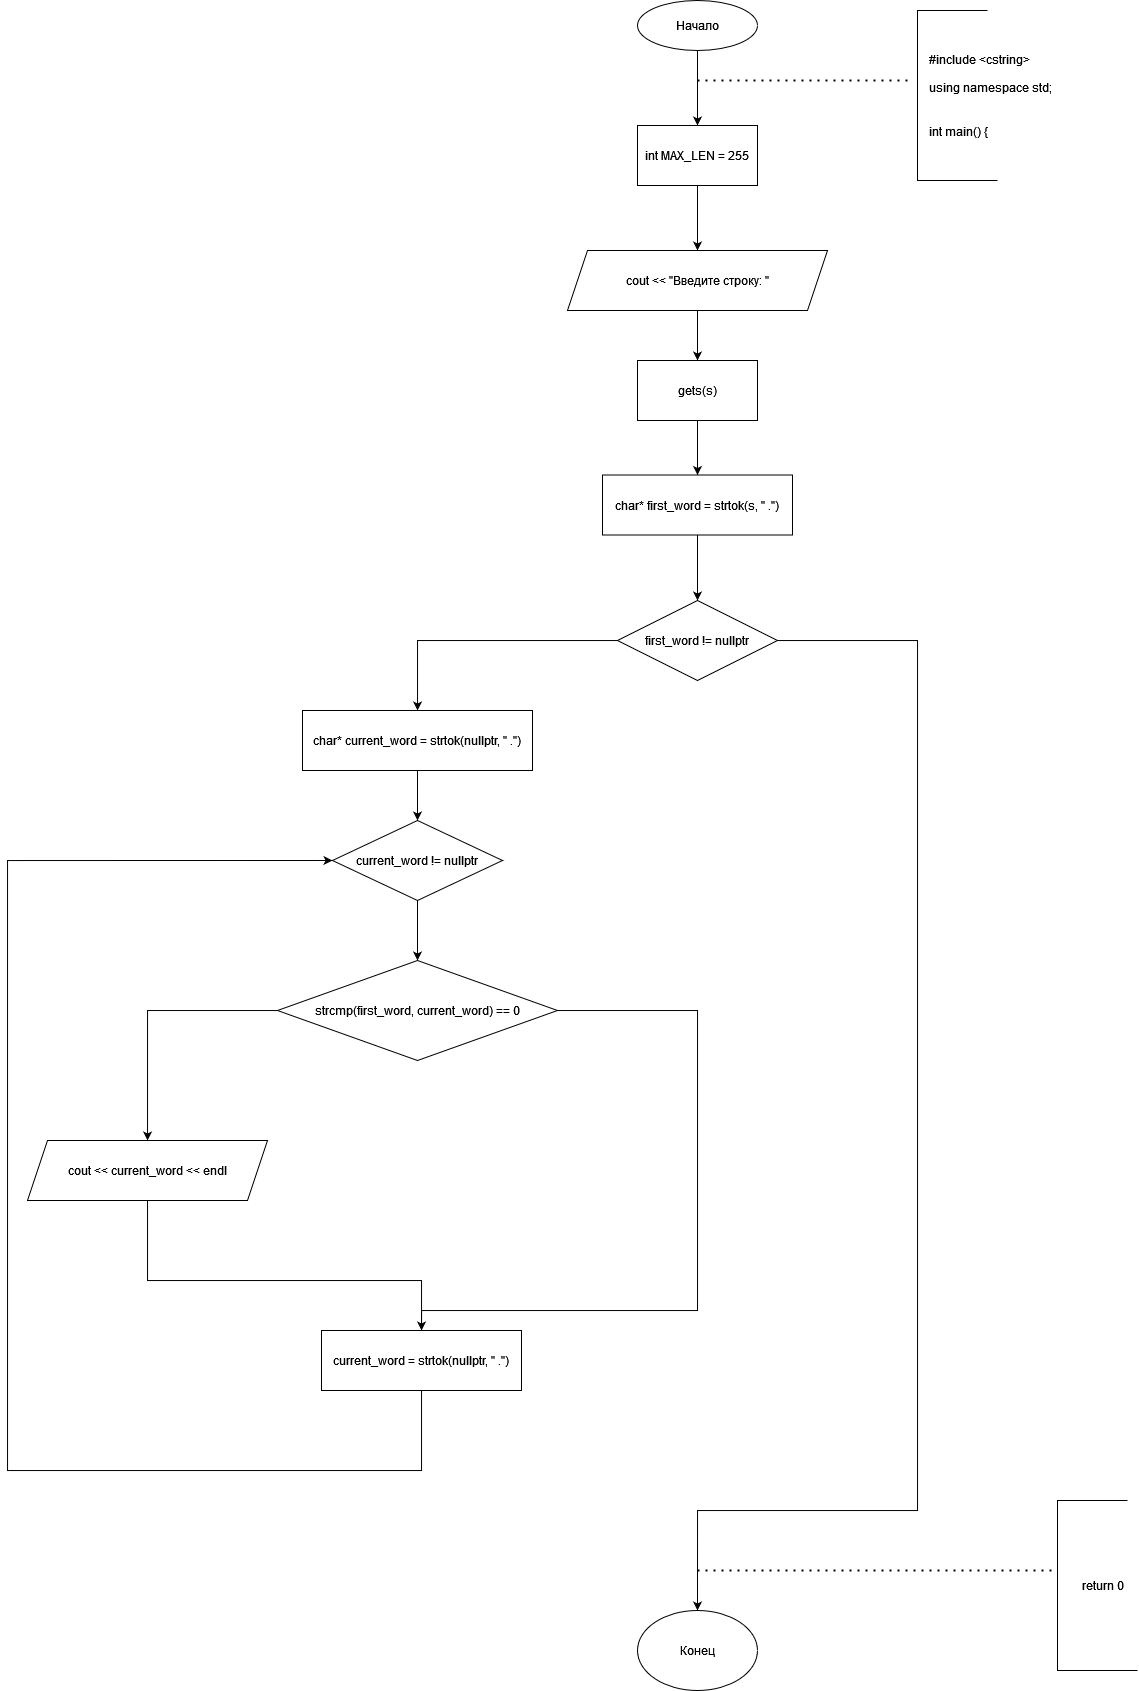 Начало
#include <cstring>
using namespace std;
int main() {
int MAX_LEN = 255
cout << "Введите строку: "
gets(s)
char* first_word = strtok(s, " .")
first_word != nullptr
char* current_word = strtok(nullptr, " .")
current_word != nullptr
strcmp(first_word, current_word) == 0
cout << current_word << endl
current_word = strtok(nullptr, " .")
return 0
Конец